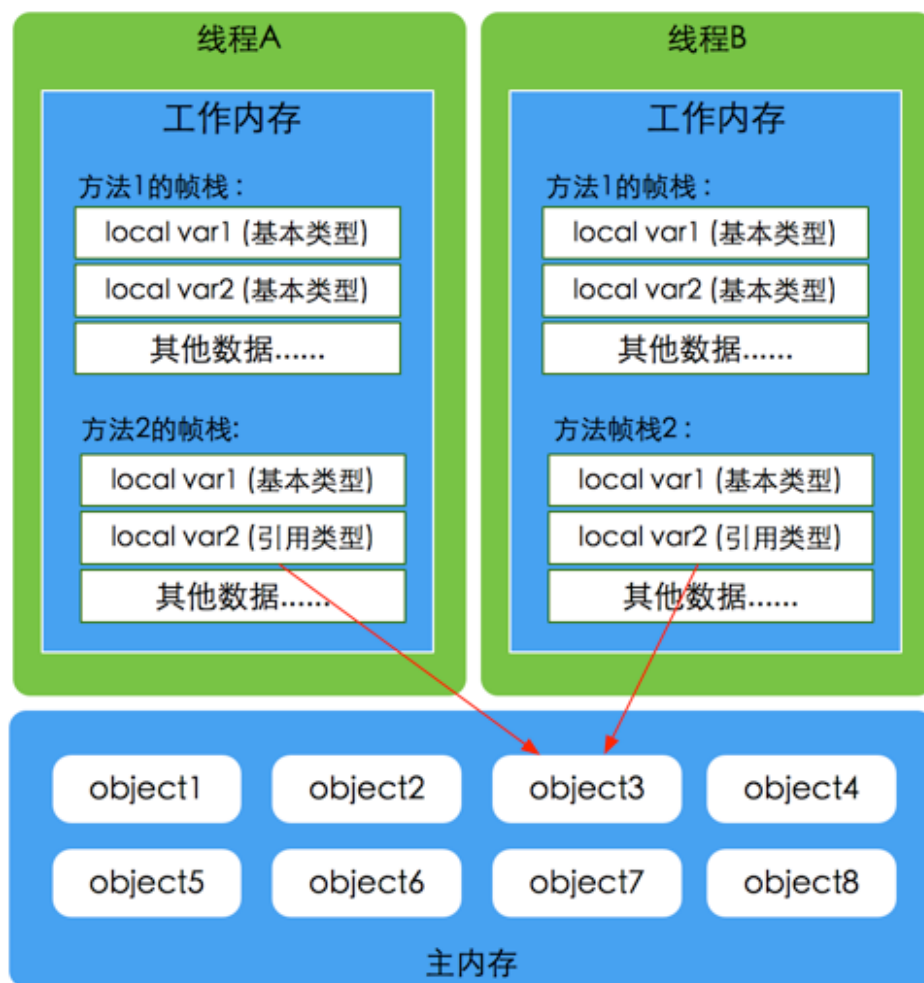 线程A
工作内存
方法1的帧栈：
local var1 (基本类型)
local var2 (基本类型)
其他数据......
方法2的帧栈:
local var1 (基本类型)
local var2 (引用类型)
其他数据......
线程B
工作内存
方法1的帧栈：
local var1 (基本类型)
local var2 (基本类型)
其他数据......
方法帧栈2：
local var1 (基本类型)
local var2 (引用类型)
其他数据......
object1 object2 object3 object4
object5 object6 object7 object8
主内存